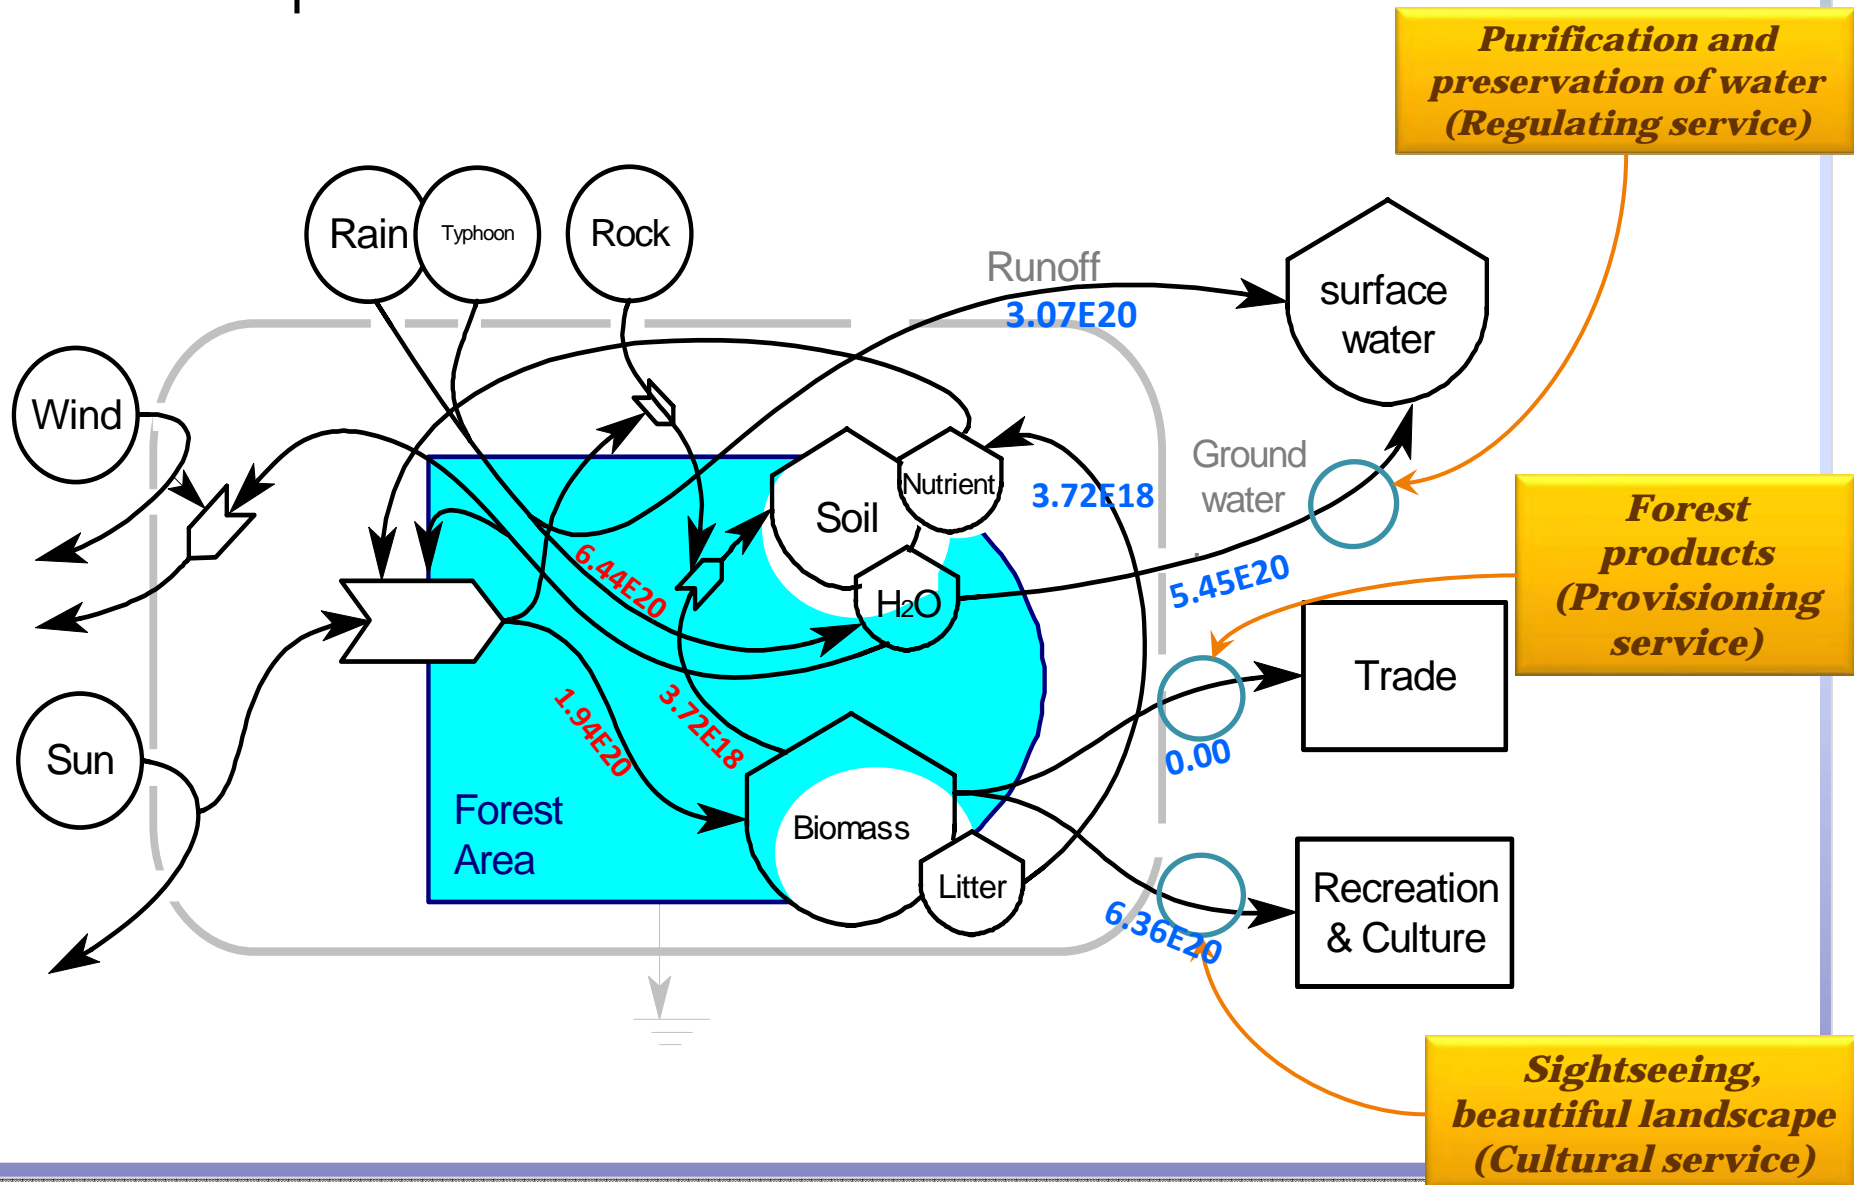 Purification and
preservation of water
(Regulating service)
Rain
Typhoon
Rock
Runoff
3.07E20
surface
water
Wind
Ground
water
Nutrient
3.72E18
Soil
Forest
products
(Provisioning
service)
6.44E20
H2O
5.45E20
Trade
1.94E20
3.72E18
0.00
Sun
Forest
Area
Biomass
Litter
Recreation
& Culture
6.36E20
Sightseeing,
beautiful landscape
(Cultural service)